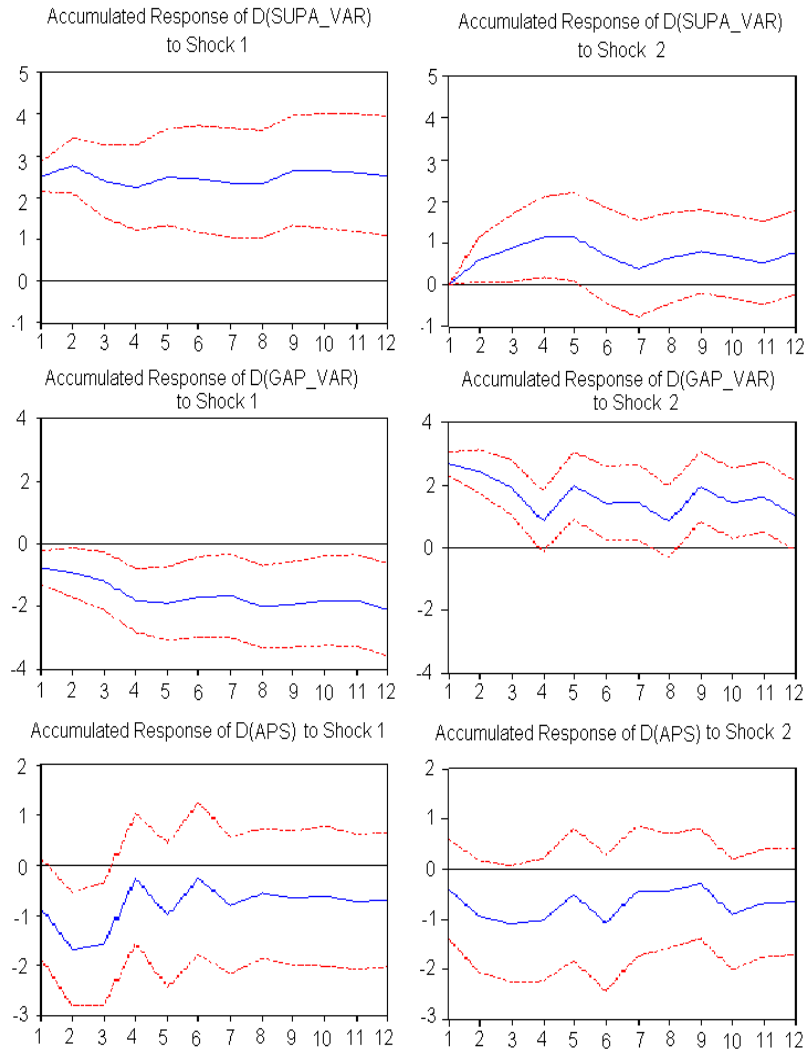 Accumulated Response of D(SUPA_VAR)
to Shock 1
5
4
3
2
1
0
-1
1 2 3 4 5 6 7 8 9 10 11 12
Accumulated Response of D(SUPA_VAR)
to Shock 2
5
4
3
2
1
0
-1
1 2 3 4 5 6 7 8 9 10 11 12
Accumulated Response of D(GAP_VAR)
to Shock 1
4
2
0
-2
-4
1 2 3 4 5 6 7 8 9 10 11 12
Accumulated Response of D(GAP_VAR)
to Shock 2
4
2
0
-2
-4
1 2 3 4 5 6 7 8 9 10 11 12
Accumulated Response of D(APS) to Shock 1
2
1
0
-1
-2
-3
1 2 3 4 5 6 7 8 9 10 11 12
Accumulated Response of D(APS) to Shock 2
2
1
0
-1
-2
-3
1 2 3 4 5 6 7 8 9 10 11 12